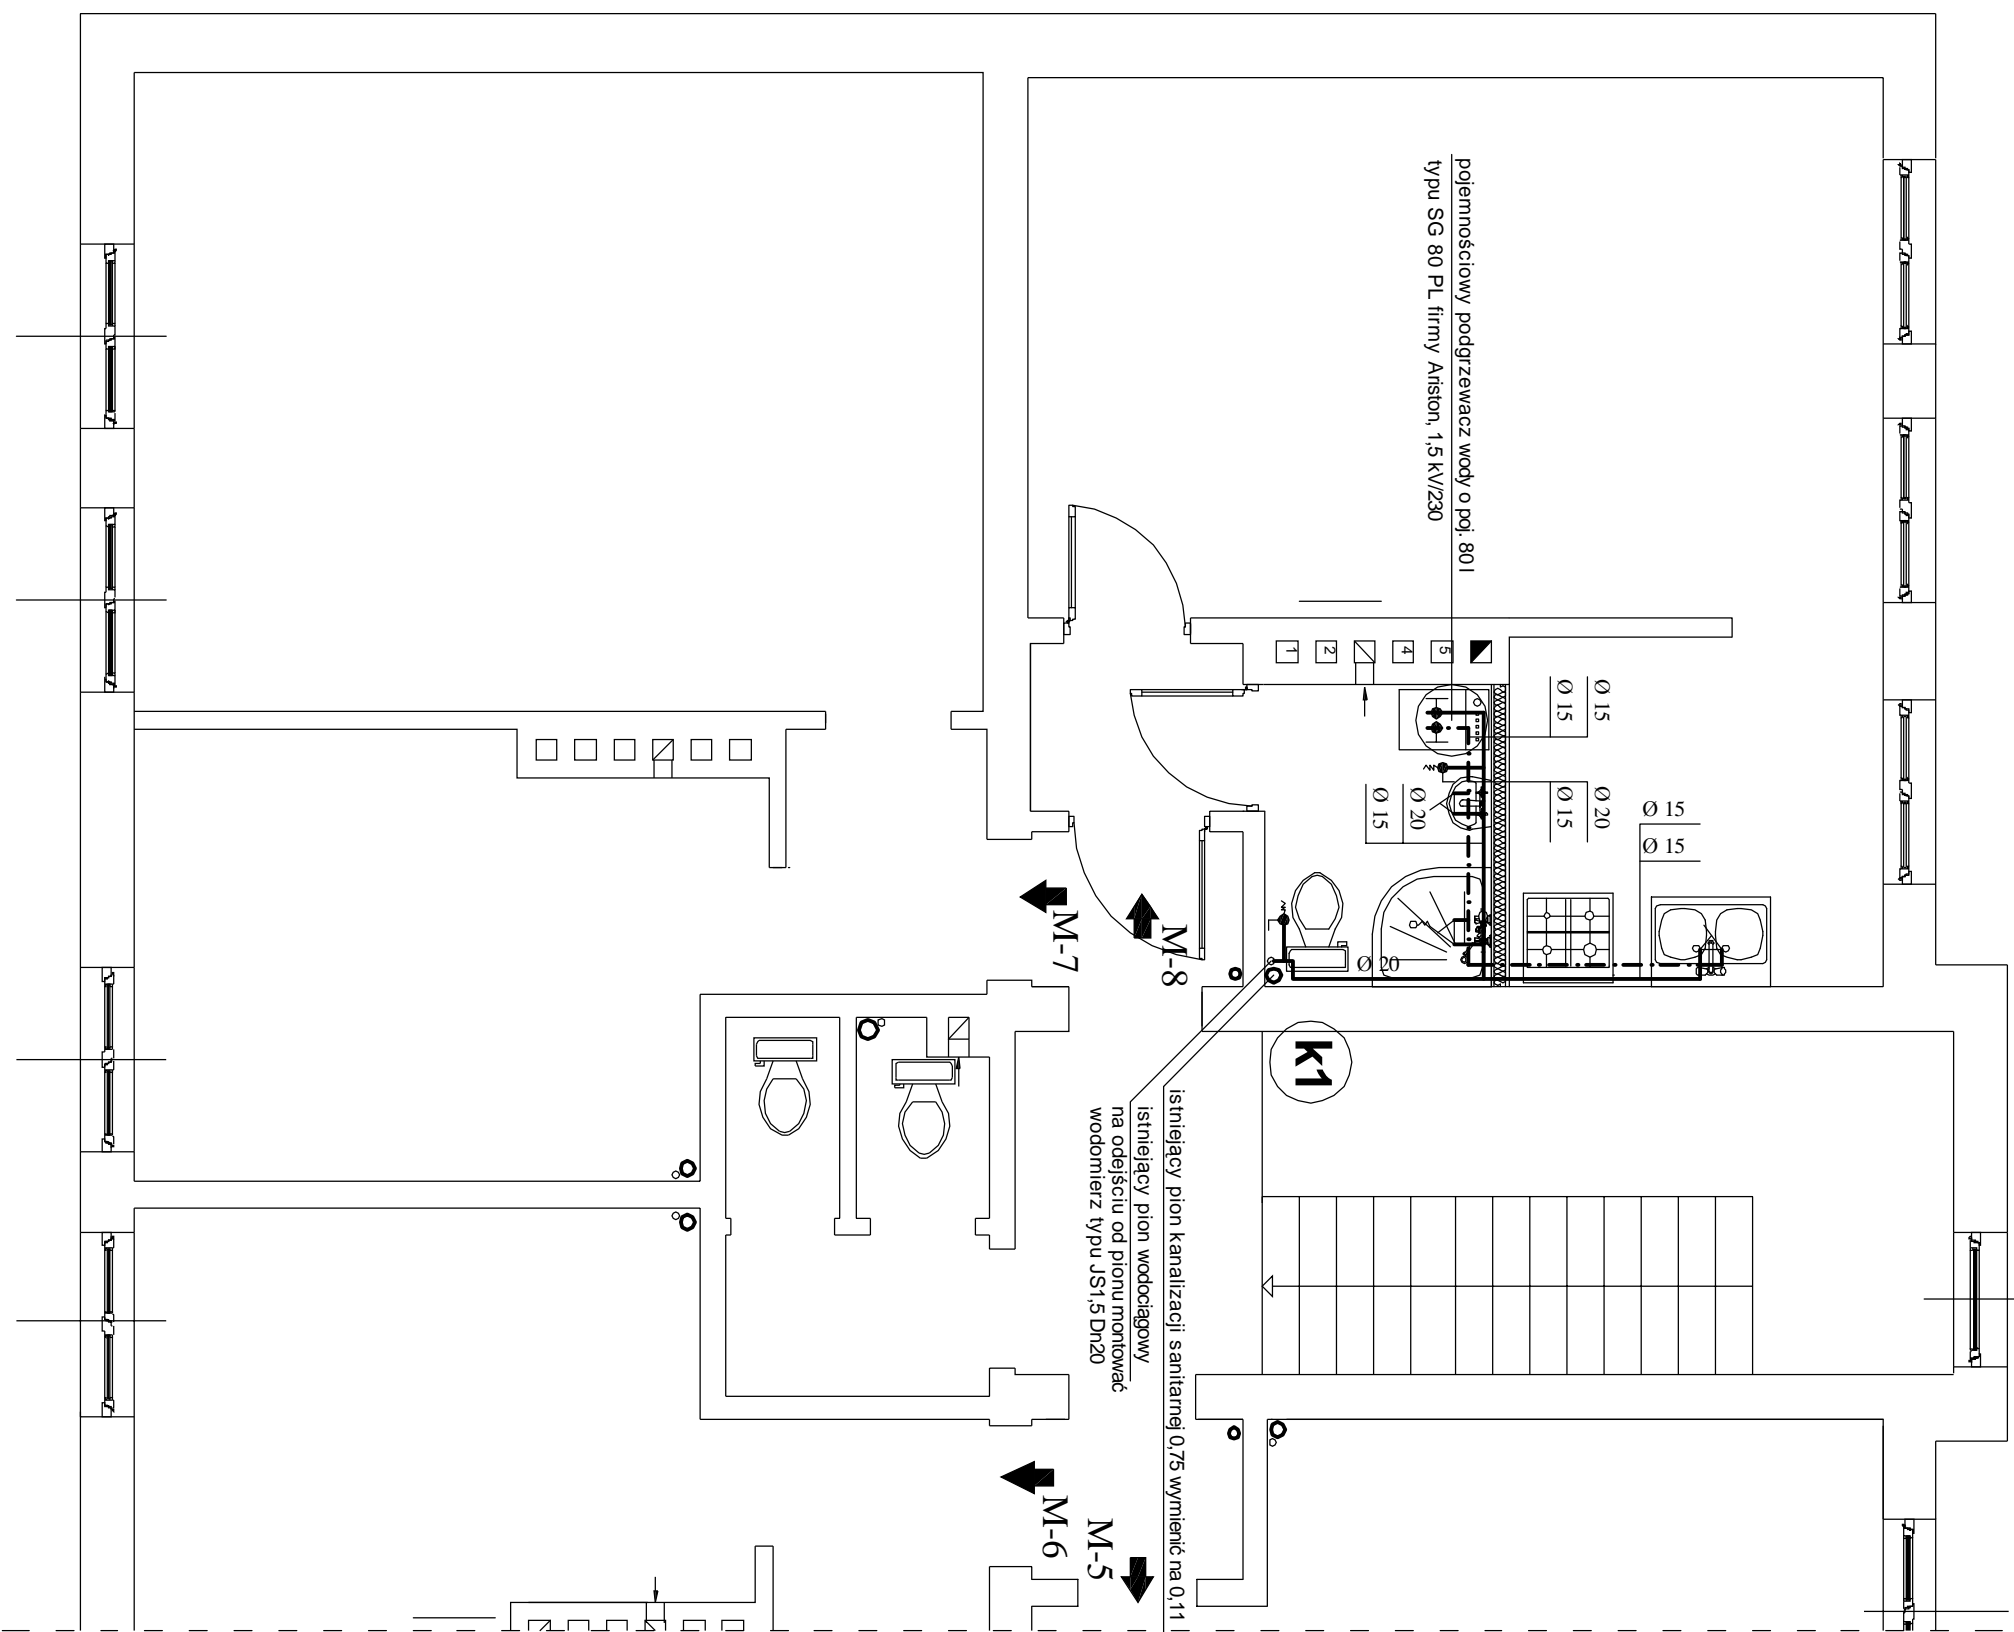 pojemnościowy podgrzewacz wody o poj. 80 l
typu SG 80 PL firmy Ariston, 1,5 kV/230
1
2
4
5
Ø 15
Ø 15
Ø 20
Ø 15
Ø 20
Ø 15
Ø 15
Ø 15
Ø 20
M-7
M-8
k1
istniejący pion kanalizacji sanitarnej 0,75 wymienić na 0,11
istniejący pion wodociągowy
na odejściu od pionu montować
wodomierz typu JS1,5 Dn20
M-6
M-5